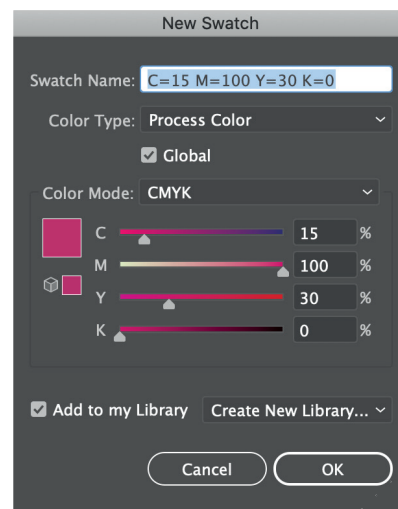 New Swatch
Swatch Name: C=15 M=100 Y=30 K=0
Color Type: Process Color
Global
Color Mode: CMYK
C 15 %
M 100 %
Y 30 %
K 0 %
Add to my Library Create New Library...
Cancel OK